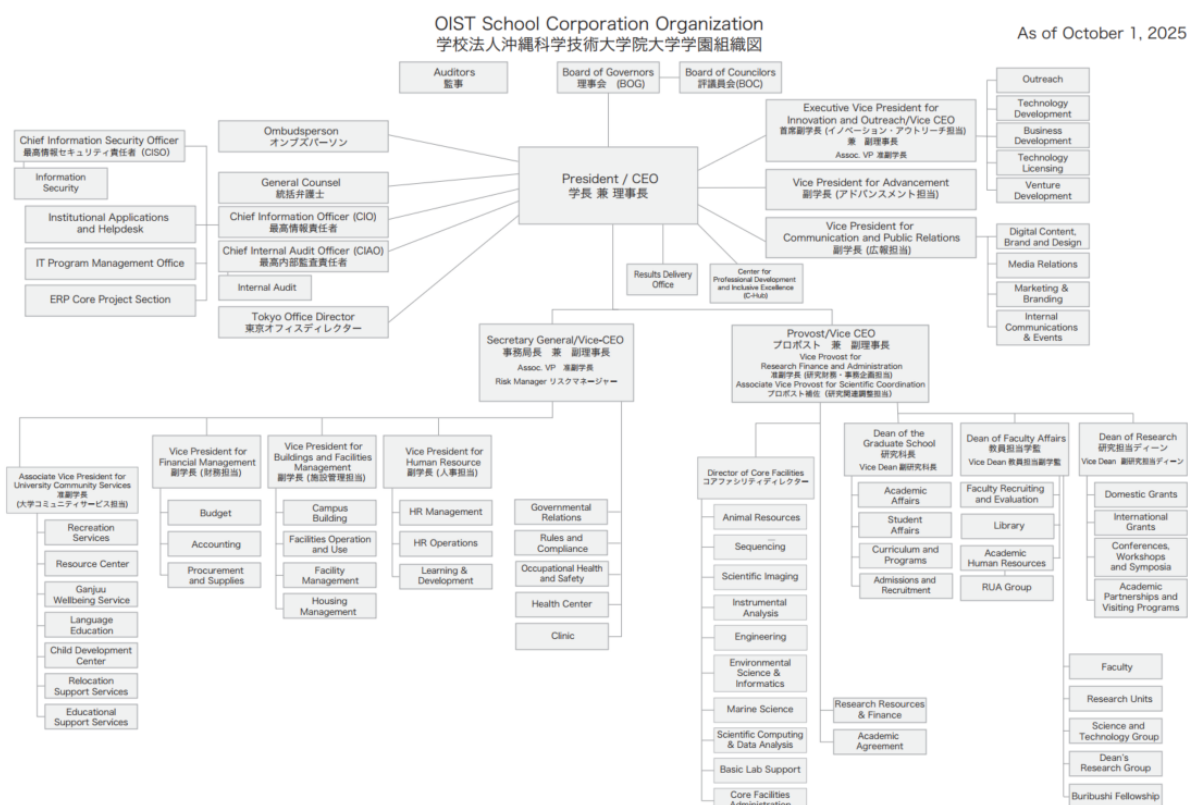 OIST School Corporation Organization
学校法人沖縄科学技術大学院大学学園組織図
As of October 1, 2025
Auditors
監事
Board of Governors
理事会 (BOG)
Board of Councilors
評議員会(BOC)
Ombudsperson
オンブズパーソン
General Counsel
統括弁護士
Chief Information Officer (CIO)
最高情報責任者
Chief Internal Audit Officer (CIAO)
最高内部監査責任者
Internal Audit
Tokyo Office Director
東京オフィスディレクター
Chief Information Security Officer
最高情報セキュリティ責任者 (CISO)
Information
Security
Institutional Applications
and Helpdesk
IT Program Management Office
ERP Core Project Section
President / CEO
学長 兼 理事長
Results Delivery
Office
Center for
Professional Development
and Inclusive Excellence
(C-Hub)
Executive Vice President for
Innovation and Outreach/Vice CEO
首席副学長 (イノベーション・アウトリーチ担当)
兼 副理事長
Assoc. VP 准副学長
Outreach
Technology
Development
Business
Development
Technology
Licensing
Venture
Development
Vice President for Advancement
副学長 (アドバンスメント担当)
Vice President for
Communication and Public Relations
副学長 (広報担当)
Digital Content,
Brand and Design
Media Relations
Marketing &
Branding
Internal
Communications
& Events
Secretary General/Vice-CEO
事務局長 兼 副理事長
Assoc. VP 准副学長
Risk Manager リスクマネージャー
Provost/Vice CEO
プロボスト 兼 副理事長
Vice Provost for
Research Finance and Administration
准副学長 (研究財務・事務企画担当)
Associate Vice Provost for Scientific Coordination
プロボスト補佐 (研究関連調整担当)
Associate Vice President for
University Community Services
准副学長
(大学コミュニティサービス担当)
Recreation
Services
Resource Center
Ganjuu
Wellbeing Service
Language
Education
Child Development
Center
Relocation
Support Services
Educational
Support Services
Vice President for
Financial Management
副学長 (財務担当)
Budget
Accounting
Procurement
and Supplies
Vice President for
Buildings and Facilities
Management
副学長 (施設管理担当)
Campus
Building
Facilities Operation
and Use
Facility
Management
Housing
Management
Vice President for
Human Resource
副学長 (人事担当)
HR Management
HR Operations
Learning &
Development
Governmental
Relations
Rules and
Compliance
Occupational Health
and Safety
Health Center
Clinic
Director of Core Facilities
コアファシリティディレクター
Animal Resources
Sequencing
Scientific Imaging
Instrumental
Analysis
Engineering
Environmental
Science &
Informatics
Marine Science
Scientific Computing
& Data Analysis
Basic Lab Support
Core Facilities
Administration
Research Resources
& Finance
Academic
Agreement
Dean of the
Graduate School
研究科長
Vice Dean 副研究科長
Academic
Affairs
Student
Affairs
Curriculum and
Programs
Admissions and
Recruitment
Dean of Faculty Affairs
教員担当学監
Vice Dean 教員担当副学監
Faculty Recruiting
and Evaluation
Library
Academic
Human Resources
RUA Group
Dean of Research
研究担当ディーン
Vice Dean 副研究担当ディーン
Domestic Grants
International
Grants
Conferences,
Workshops
and Symposia
Academic
Partnerships and
Visiting Programs
Faculty
Research Units
Science and
Technology Group
Dean's
Research Group
Buribushi Fellowship